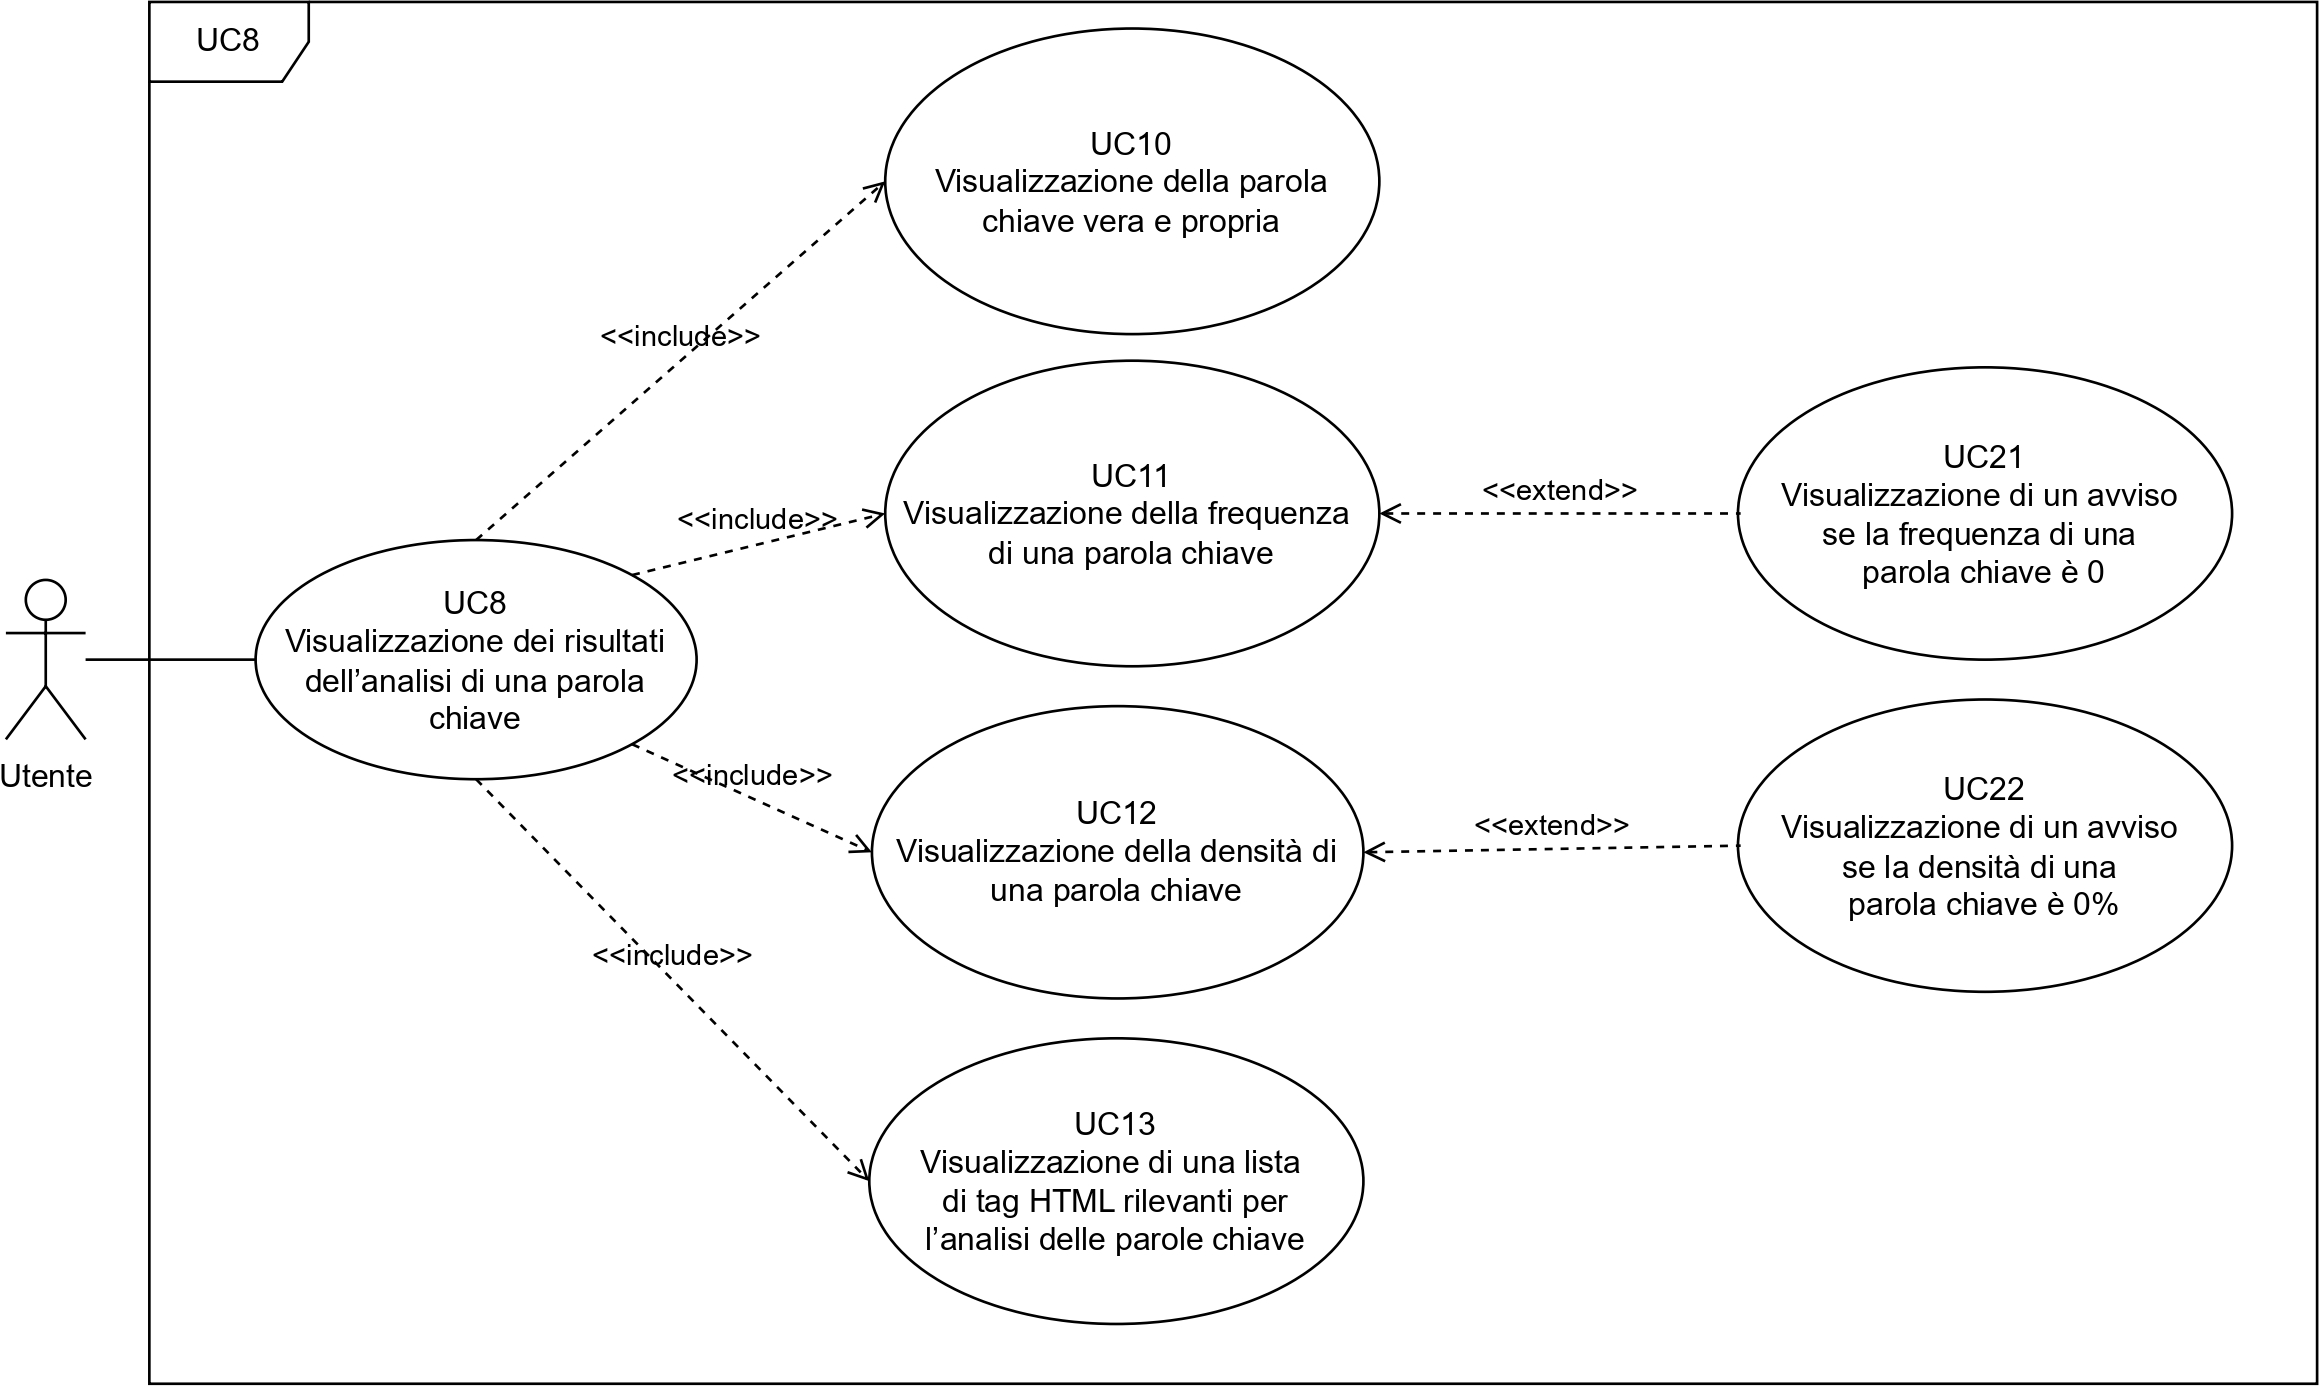 UC8
UC10
Visualizzazione della parola
chiave vera e propria
<<include>>
UC11
Visualizzazione della frequenza
di una parola chiave
<<include>>
<<extend>>
UC21
Visualizzazione di un avviso
se la frequenza di una
parola chiave è 0
UC8
Visualizzazione dei risultati
dell’analisi di una parola
chiave
Utente
<<include>>
UC12
Visualizzazione della densità di
una parola chiave
<<extend>>
UC22
Visualizzazione di un avviso
se la densità di una
parola chiave è 0%
<<include>>
UC13
Visualizzazione di una lista
di tag HTML rilevanti per
l’analisi delle parole chiave